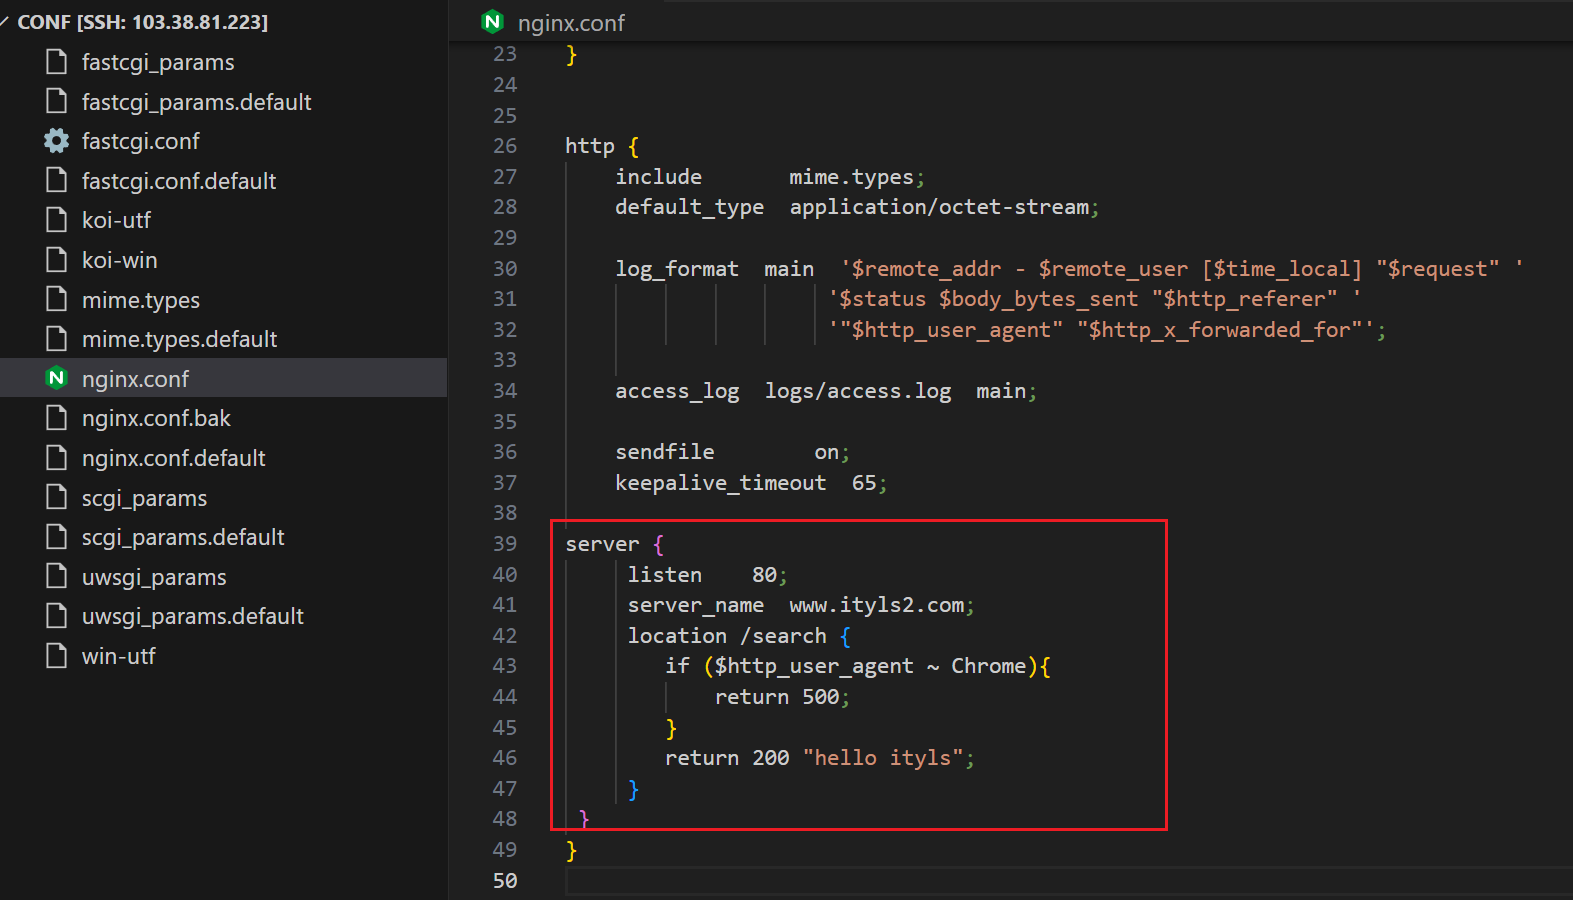 CONF [SSH: 103.38.81.223]
fastcgi_params
fastcgi_params.default
fastcgi.conf
fastcgi.conf.default
koi-utf
koi-win
mime.types
mime.types.default
nginx.conf
nginx.conf.bak
nginx.conf.default
scgi_params
scgi_params.default
uwsgi_params
uwsgi_params.default
win-utf
nginx.conf
23 }
24
25
26 http {
27     include       mime.types;
28     default_type  application/octet-stream;
29
30     log_format  main  '$remote_addr - $remote_user [$time_local] "$request" '
31                      '$status $body_bytes_sent "$http_referer" '
32                      '"$http_user_agent" "$http_x_forwarded_for"';
33
34     access_log  logs/access.log  main;
35
36     sendfile        on;
37     keepalive_timeout  65;
38
39 server {
40      listen    80;
41      server_name  www.ityls2.com;
42      location /search {
43         if ($http_user_agent ~ Chrome){
44             return 500;
45         }
46         return 200 "hello ityls";
47      }
48  }
49 }
50